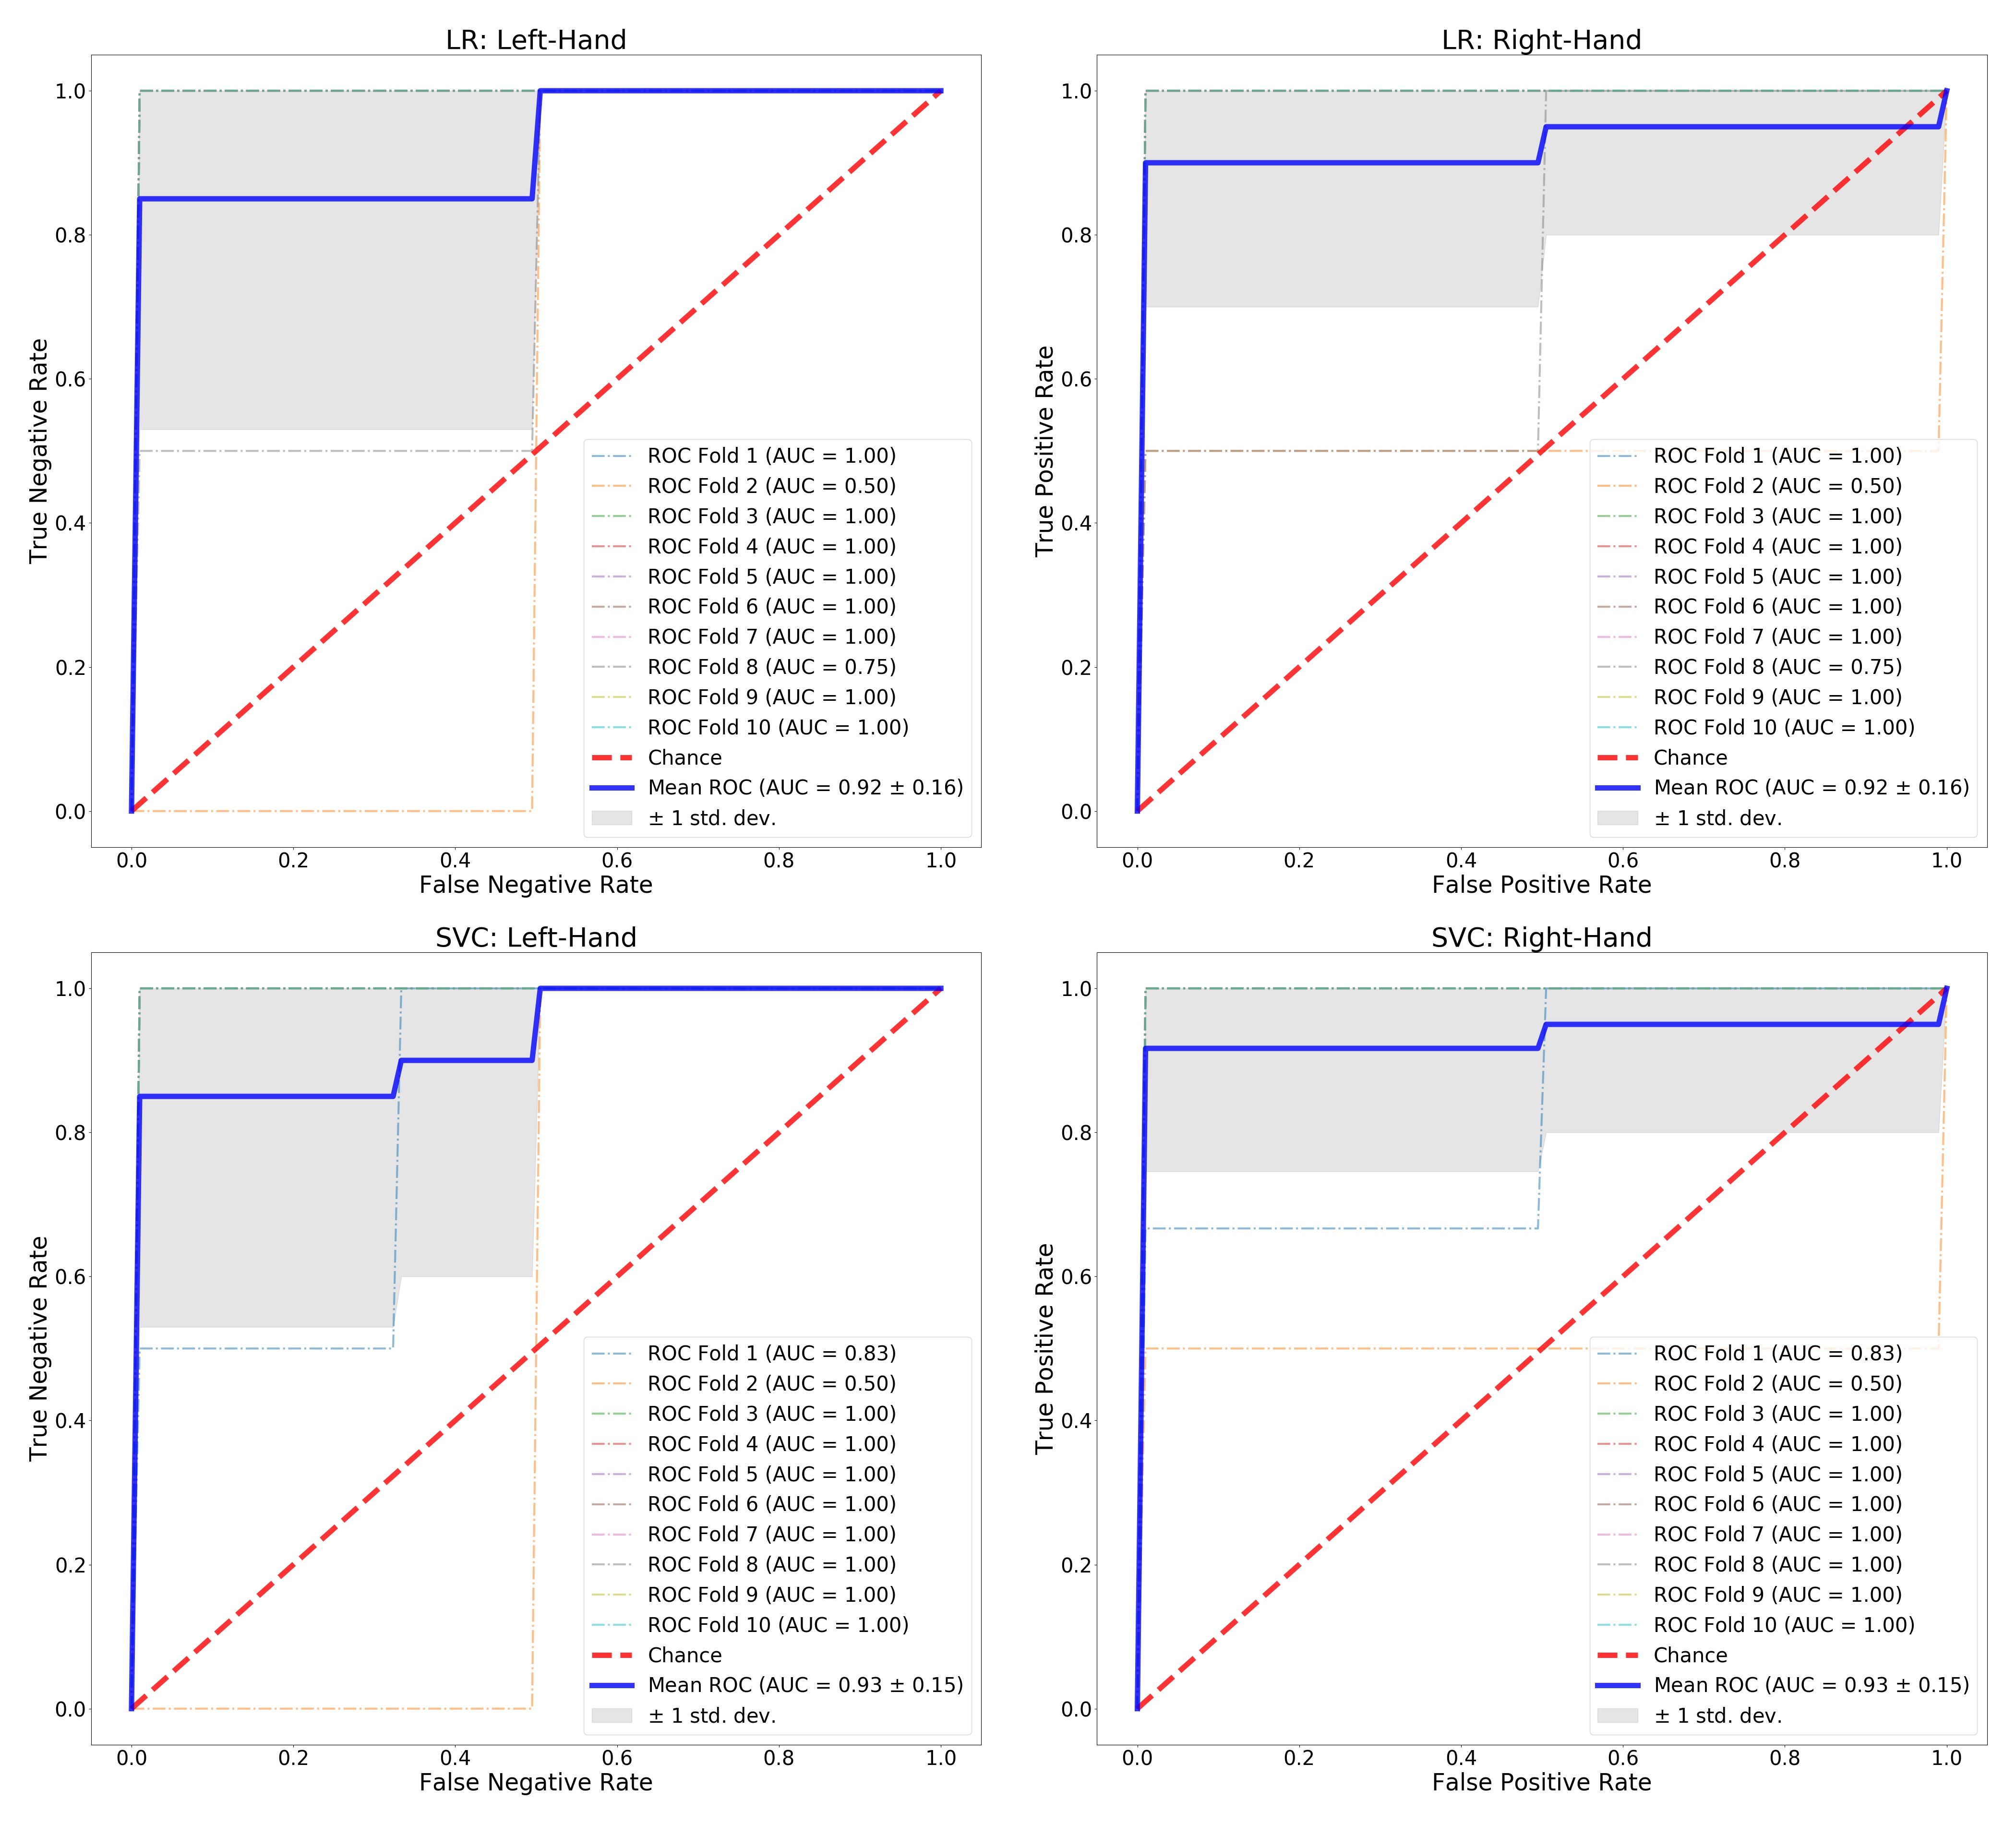 LR: Left-Hand
1.0
0.8
0.6
0.4
0.2
0.0
True Negative Rate
ROC Fold 1 (AUC = 1.00)
ROC Fold 2 (AUC = 0.50)
ROC Fold 3 (AUC = 1.00)
ROC Fold 4 (AUC = 1.00)
ROC Fold 5 (AUC = 1.00)
ROC Fold 6 (AUC = 1.00)
ROC Fold 7 (AUC = 1.00)
ROC Fold 8 (AUC = 0.75)
ROC Fold 9 (AUC = 1.00)
ROC Fold 10 (AUC = 1.00)
Chance
Mean ROC (AUC = 0.92 ± 0.16)
± 1 std. dev.
0.0 0.2 0.4 0.6 0.8 1.0
False Negative Rate
LR: Right-Hand
1.0
0.8
0.6
0.4
0.2
0.0
True Positive Rate
ROC Fold 1 (AUC = 1.00)
ROC Fold 2 (AUC = 0.50)
ROC Fold 3 (AUC = 1.00)
ROC Fold 4 (AUC = 1.00)
ROC Fold 5 (AUC = 1.00)
ROC Fold 6 (AUC = 1.00)
ROC Fold 7 (AUC = 1.00)
ROC Fold 8 (AUC = 0.75)
ROC Fold 9 (AUC = 1.00)
ROC Fold 10 (AUC = 1.00)
Chance
Mean ROC (AUC = 0.92 ± 0.16)
± 1 std. dev.
0.0 0.2 0.4 0.6 0.8 1.0
False Positive Rate
SVC: Left-Hand
1.0
0.8
0.6
0.4
0.2
0.0
True Negative Rate
ROC Fold 1 (AUC = 0.83)
ROC Fold 2 (AUC = 0.50)
ROC Fold 3 (AUC = 1.00)
ROC Fold 4 (AUC = 1.00)
ROC Fold 5 (AUC = 1.00)
ROC Fold 6 (AUC = 1.00)
ROC Fold 7 (AUC = 1.00)
ROC Fold 8 (AUC = 1.00)
ROC Fold 9 (AUC = 1.00)
ROC Fold 10 (AUC = 1.00)
Chance
Mean ROC (AUC = 0.93 ± 0.15)
± 1 std. dev.
0.0 0.2 0.4 0.6 0.8 1.0
False Negative Rate
SVC: Right-Hand
1.0
0.8
0.6
0.4
0.2
0.0
True Positive Rate
ROC Fold 1 (AUC = 0.83)
ROC Fold 2 (AUC = 0.50)
ROC Fold 3 (AUC = 1.00)
ROC Fold 4 (AUC = 1.00)
ROC Fold 5 (AUC = 1.00)
ROC Fold 6 (AUC = 1.00)
ROC Fold 7 (AUC = 1.00)
ROC Fold 8 (AUC = 1.00)
ROC Fold 9 (AUC = 1.00)
ROC Fold 10 (AUC = 1.00)
Chance
Mean ROC (AUC = 0.93 ± 0.15)
± 1 std. dev.
0.0 0.2 0.4 0.6 0.8 1.0
False Positive Rate